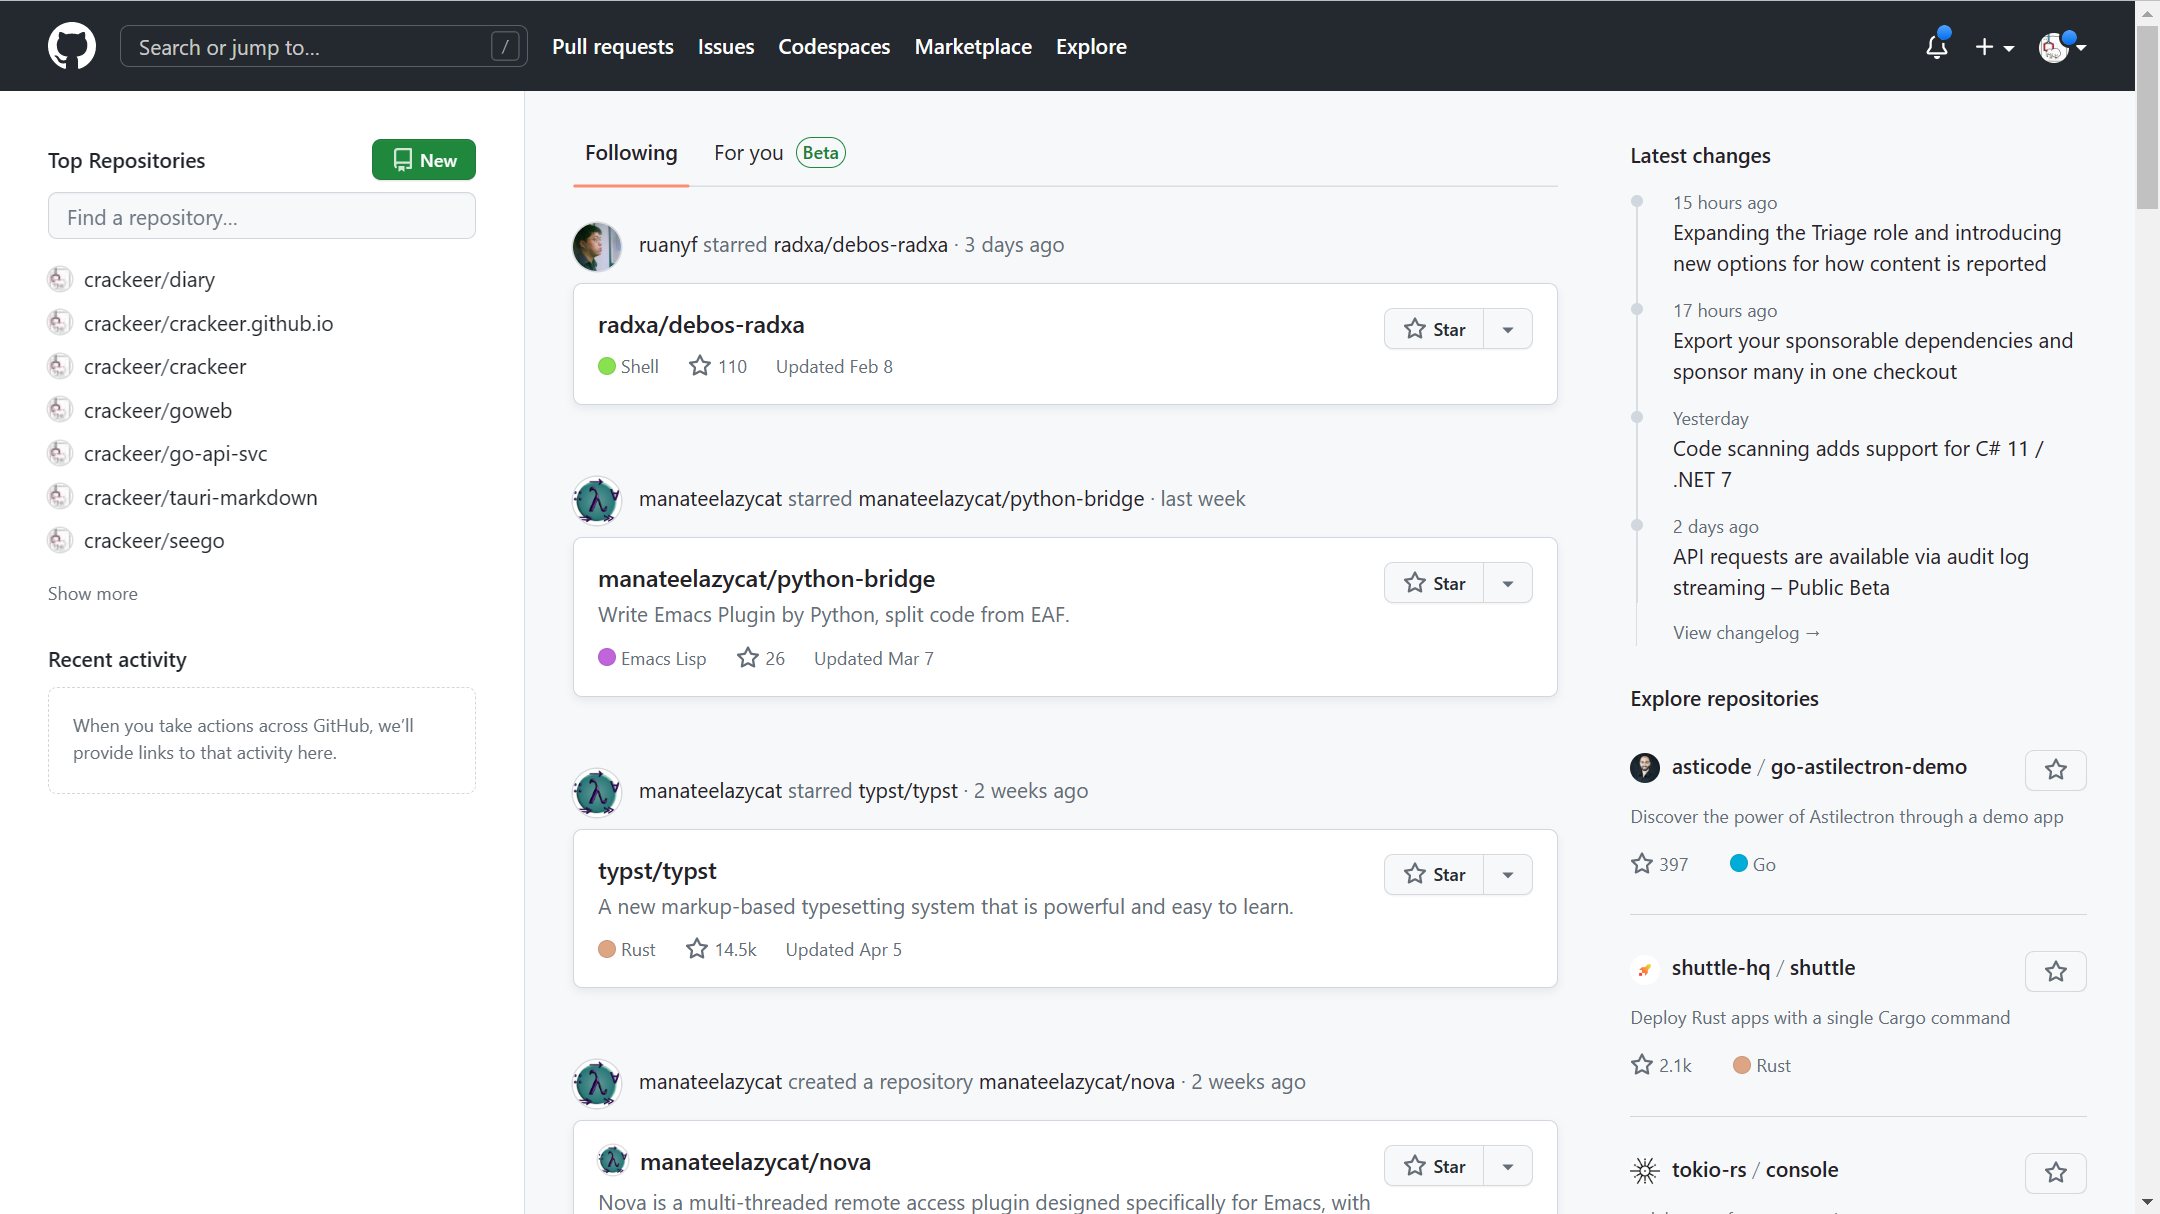 Search or jump to... /
Pull requests Issues Codespaces Marketplace Explore
Top Repositories
New
Find a repository...
crackeer/diary
crackeer/crackeer.github.io
crackeer/crackeer
crackeer/goweb
crackeer/go-api-svc
crackeer/tauri-markdown
crackeer/seego
Show more
Recent activity
When you take actions across GitHub, we’ll
provide links to that activity here.
Following For you Beta
ruanyf starred radxa/debos-radxa · 3 days ago
radxa/debos-radxa
Star
Shell 110 Updated Feb 8
manateelazycat starred manateelazycat/python-bridge · last week
manateelazycat/python-bridge
Star
Write Emacs Plugin by Python, split code from EAF.
Emacs Lisp 26 Updated Mar 7
manateelazycat starred typst/typst · 2 weeks ago
typst/typst
Star
A new markup-based typesetting system that is powerful and easy to learn.
Rust 14.5k Updated Apr 5
manateelazycat created a repository manateelazycat/nova · 2 weeks ago
manateelazycat/nova
Star
Nova is a multi-threaded remote access plugin designed specifically for Emacs, with
Latest changes
15 hours ago
Expanding the Triage role and introducing
new options for how content is reported
17 hours ago
Export your sponsorable dependencies and
sponsor many in one checkout
Yesterday
Code scanning adds support for C# 11 /
.NET 7
2 days ago
API requests are available via audit log
streaming – Public Beta
View changelog →
Explore repositories
asticode / go-astilectron-demo
Discover the power of Astilectron through a demo app
397 Go
shuttle-hq / shuttle
Deploy Rust apps with a single Cargo command
2.1k Rust
tokio-rs / console